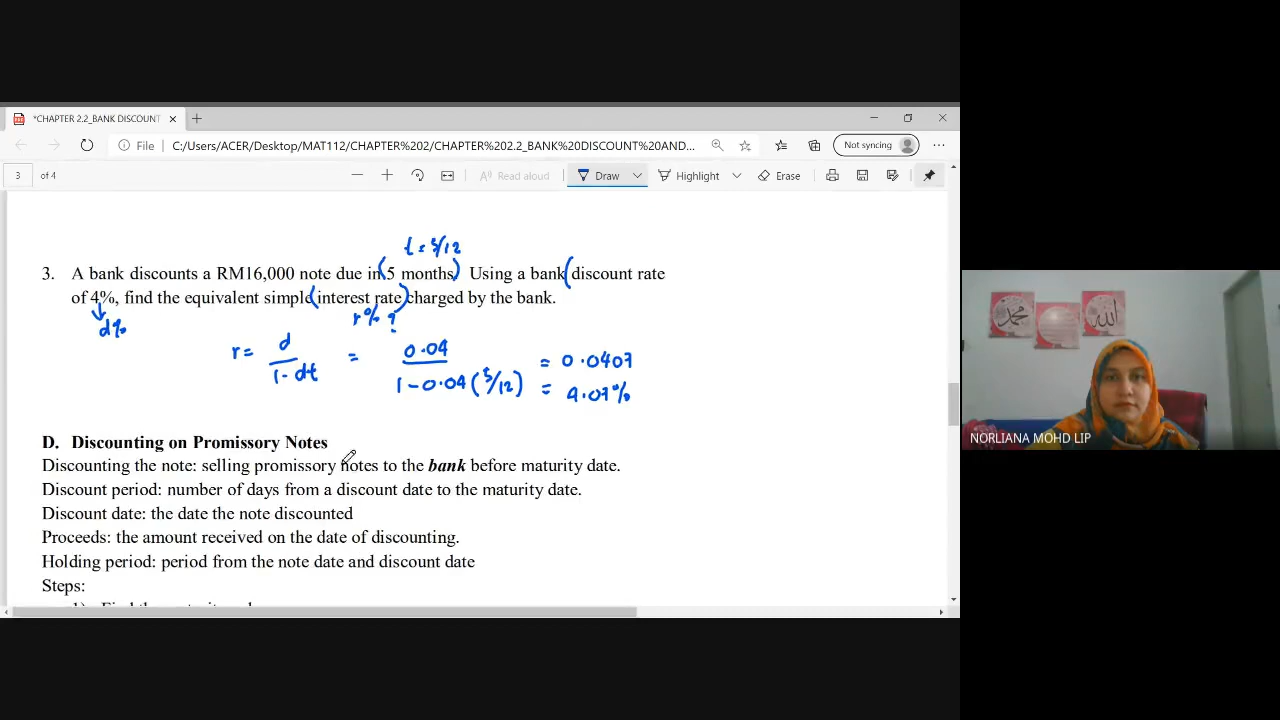 *CHAPTER 2.2_BANK DISCOUNT
File
C:/Users/ACER/Desktop/MAT112/CHAPTER%202/CHAPTER%202.2_BANK%20DISCOUNT%20AND...
Not syncing
3 of 4
Read aloud
Draw
Highlight
Erase
t = 5/12
3. A bank discounts a RM16,000 note due in (5 months) Using a bank (discount rate
of 4%, find the equivalent simple (interest rate) charged by the bank.
d%
r% ?
r = d / 1 - dt = 0.04 / 1 - 0.04 (5/12) = 0.0407
= 4.07%
D. Discounting on Promissory Notes
Discounting the note: selling promissory notes to the bank before maturity date.
Discount period: number of days from a discount date to the maturity date.
Discount date: the date the note discounted
Proceeds: the amount received on the date of discounting.
Holding period: period from the note date and discount date
Steps:
NORLIANA MOHD LIP
محمد
الله